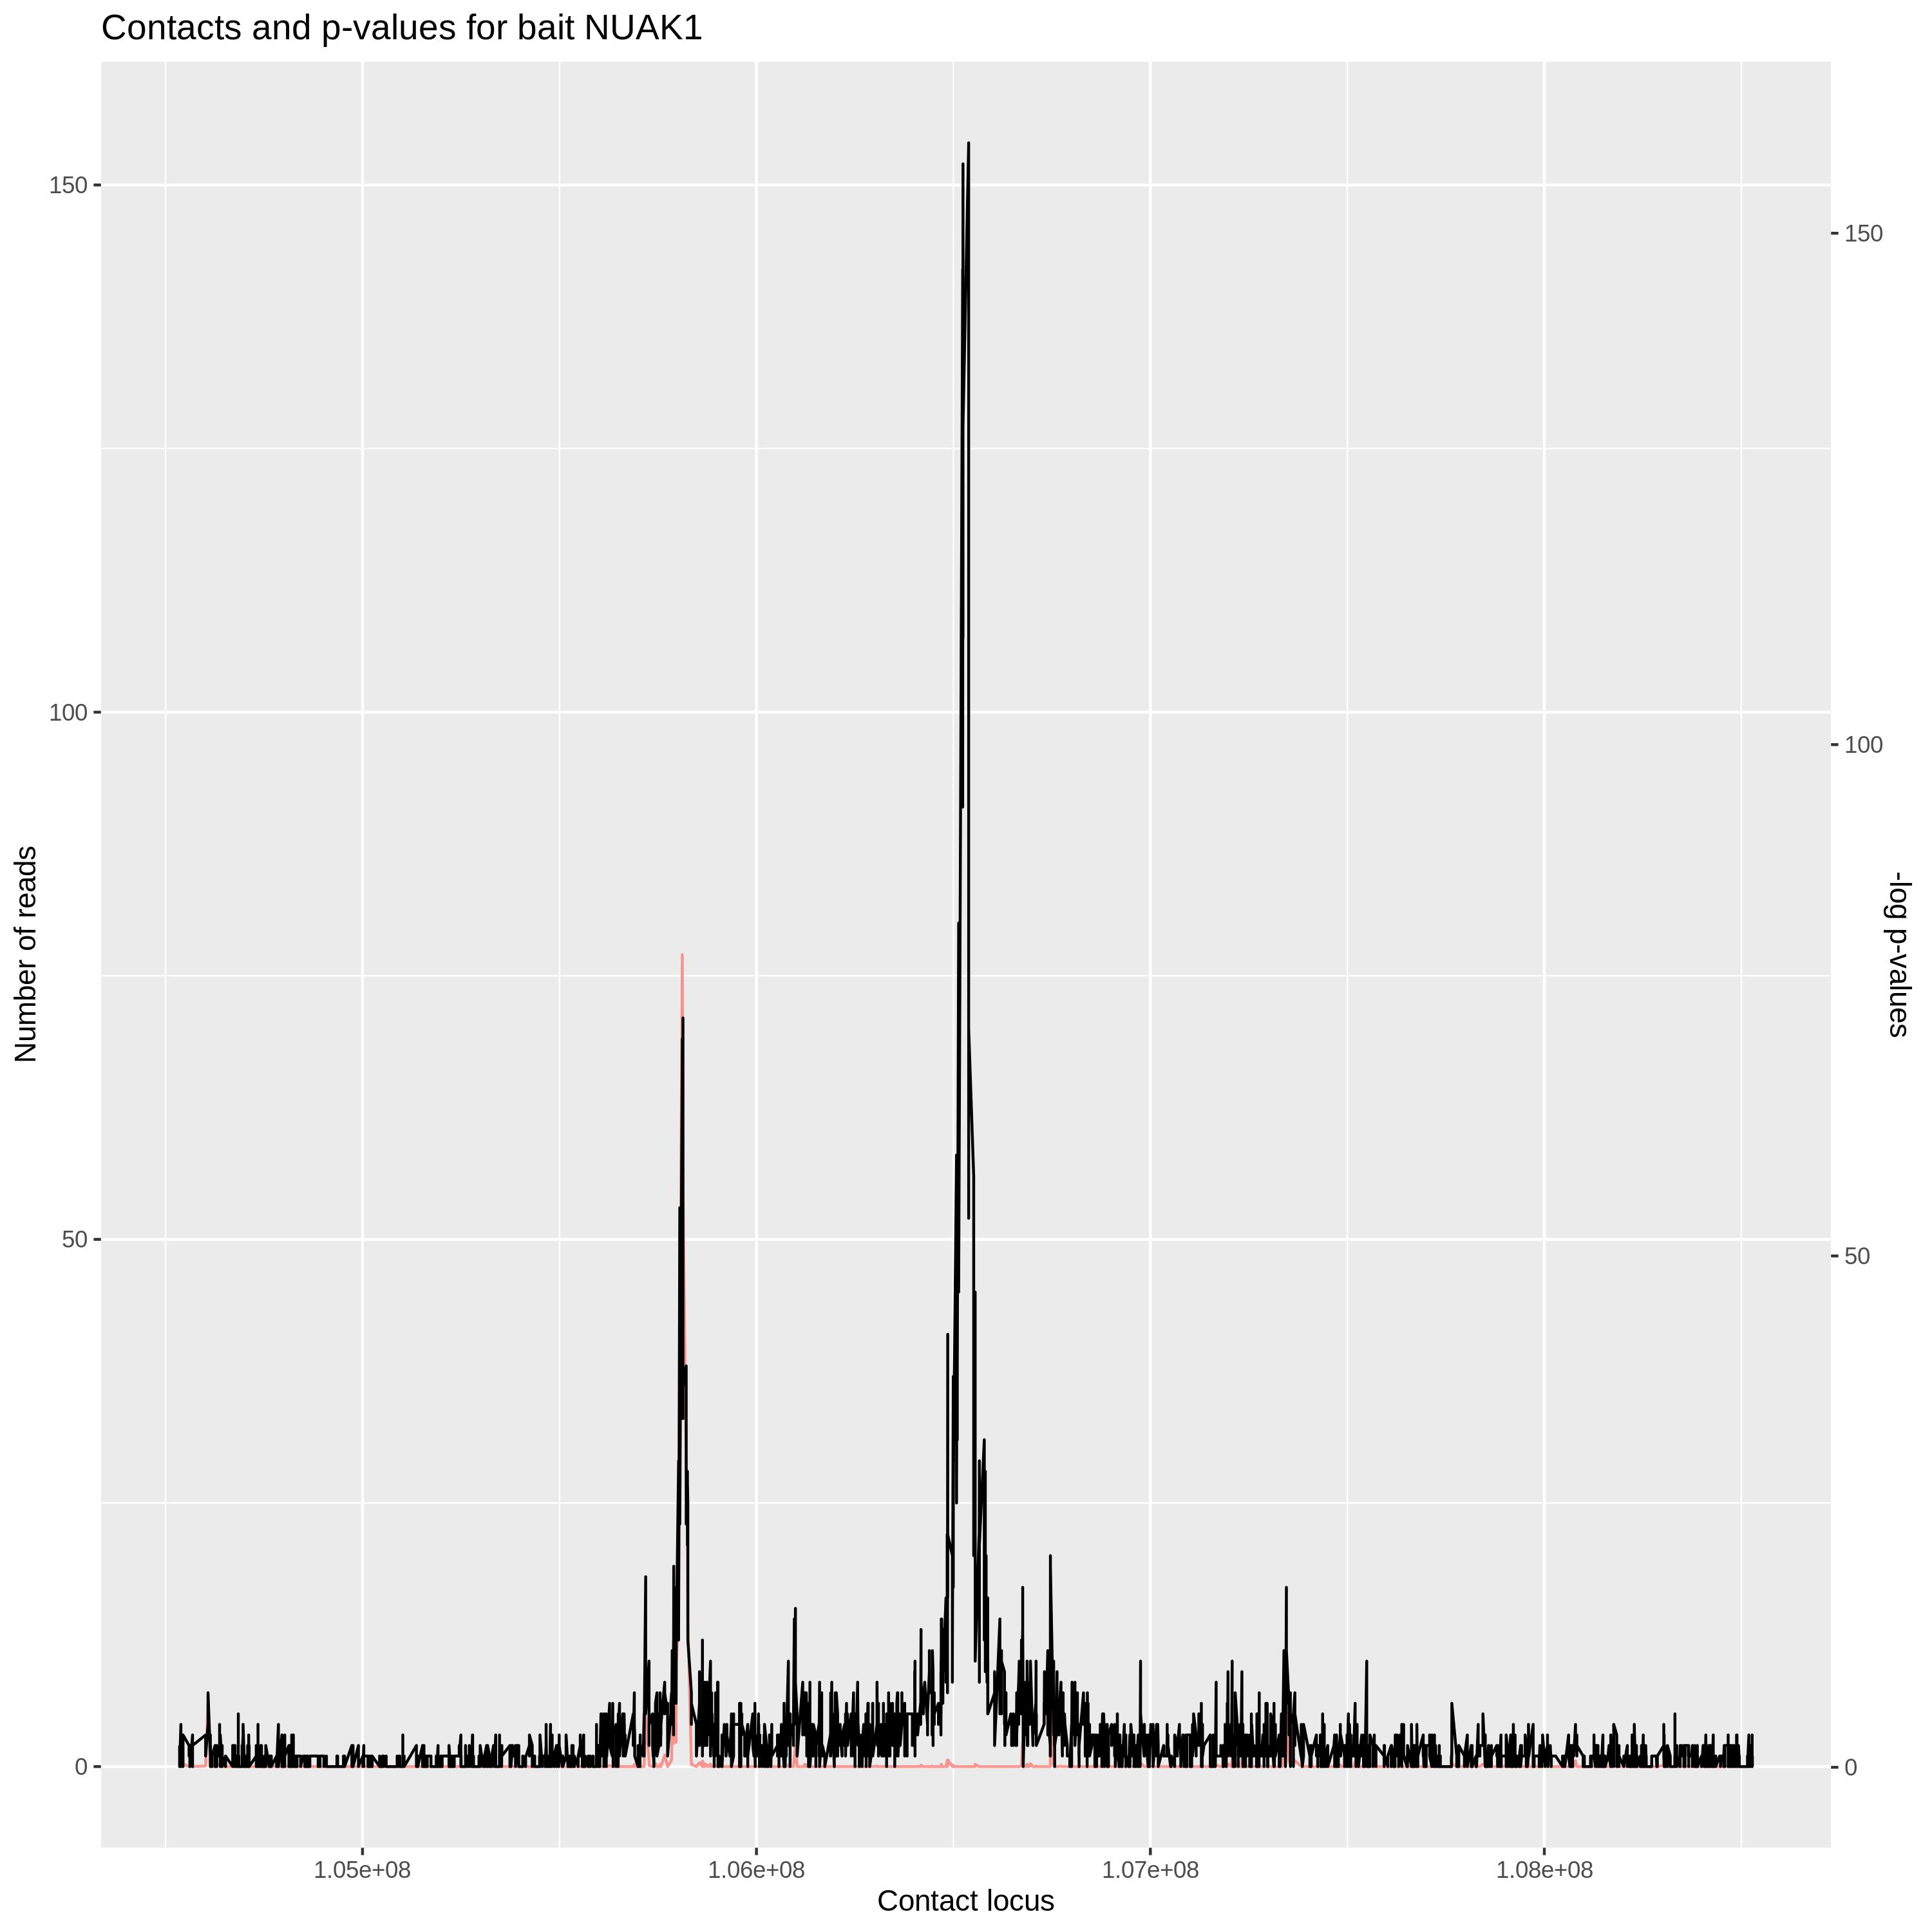 Contacts and p-values for bait NUAK1
150
100
50
0
Number of reads
150
100
50
0
-log p-values
1.05e+08 1.06e+08 1.07e+08 1.08e+08
Contact locus